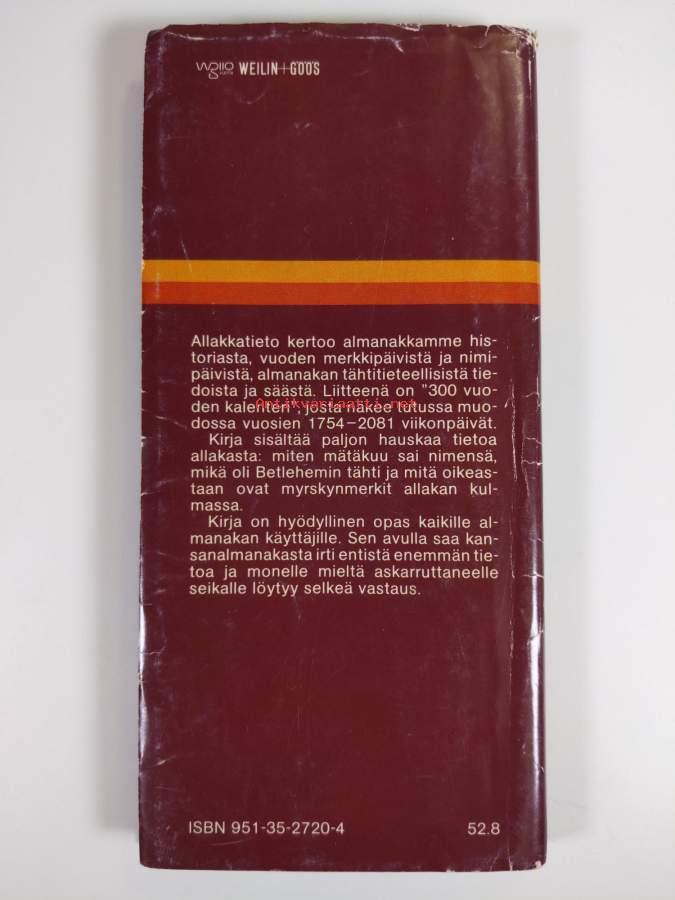 WEILIN+GÖÖS
Allakkatieto kertoo almanakkamme his-
toriasta, vuoden merkkipäivistä ja nimi-
päivistä, almanakan tähtitieteellisistä tie-
doista ja säästä. Liitteenä on "300 vuo-
den kalenteri", josta näkee tutussa muo-
Antikvariaatti.net
dossa vuosien 1754–2081 viikonpäivät.
Kirja sisältää paljon hauskaa tietoa
allakasta: miten mätäkuu sai nimensä,
mikä oli Betlehemin tähti ja mitä oikeas-
taan ovat myrskynmerkit allakan kul-
massa.
Kirja on hyödyllinen opas kaikille al-
manakan käyttäjille. Sen avulla saa kan-
sanalmanakasta irti entistä enemmän tie-
toa ja monelle mieltä askarruttaneelle
seikalle löytyy selkeä vastaus.
ISBN 951-35-2720-4 52.8